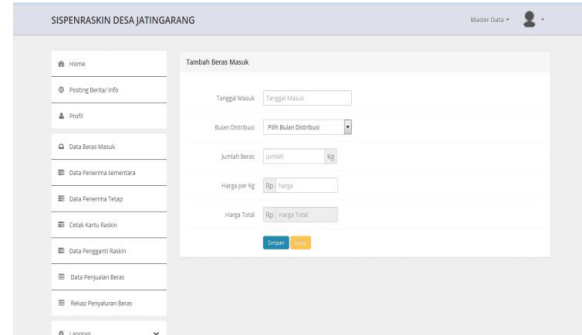 SISPENRASKIN DESA JATINGARANG
Master Data
Home
Posting Berita/ Info
Profil
Data Beras Masuk
Data Penerima sementara
Data Penerima Tetap
Cetak Kartu Raskin
Data Pengganti Raskin
Data Penjualan Beras
Rekap Penyaluran Beras
Laporan
Tambah Beras Masuk
Tanggal Masuk Tanggal Masuk
Bulan Distribusi Pilih Bulan Distribusi
Jumlah Beras jumlah Kg
Harga per Kg Rp harga
Harga Total Rp Harga Total
Simpan